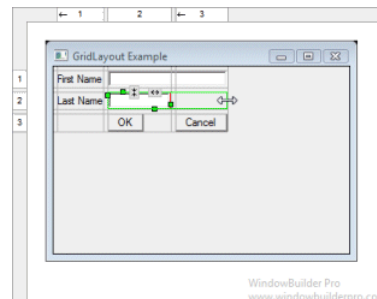 ← 1 2 ← 3
GridLayout Example
1 First Name
2 Last Name
3 OK Cancel
WindowBuilder Pro
www.windowbuilderpro.co